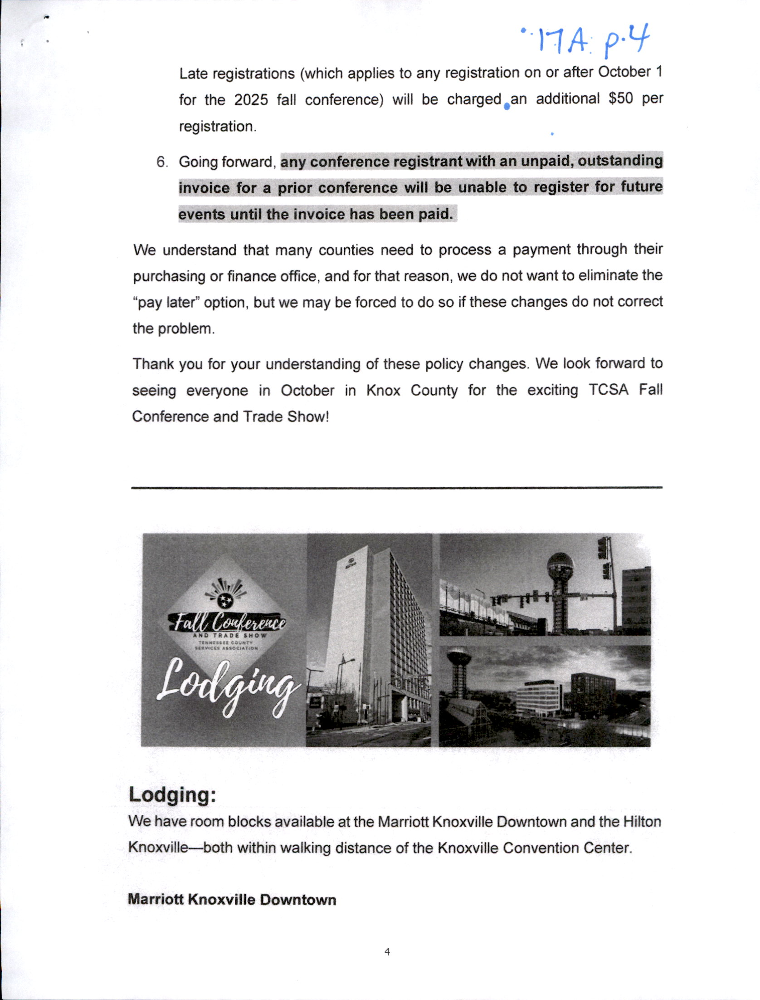 17A: p.4
Late registrations (which applies to any registration on or after October 1
for the 2025 fall conference) will be charged an additional $50 per
registration.
6. Going forward, any conference registrant with an unpaid, outstanding
invoice for a prior conference will be unable to register for future
events until the invoice has been paid.
We understand that many counties need to process a payment through their
purchasing or finance office, and for that reason, we do not want to eliminate the
“pay later” option, but we may be forced to do so if these changes do not correct
the problem.
Thank you for your understanding of these policy changes. We look forward to
seeing everyone in October in Knox County for the exciting TCSA Fall
Conference and Trade Show!
Fall Conference
AND TRADE SHOW
TENNESSEE COUNTY
SERVICES ASSOCIATION
Lodging
Lodging:
We have room blocks available at the Marriott Knoxville Downtown and the Hilton
Knoxville—both within walking distance of the Knoxville Convention Center.
Marriott Knoxville Downtown
4